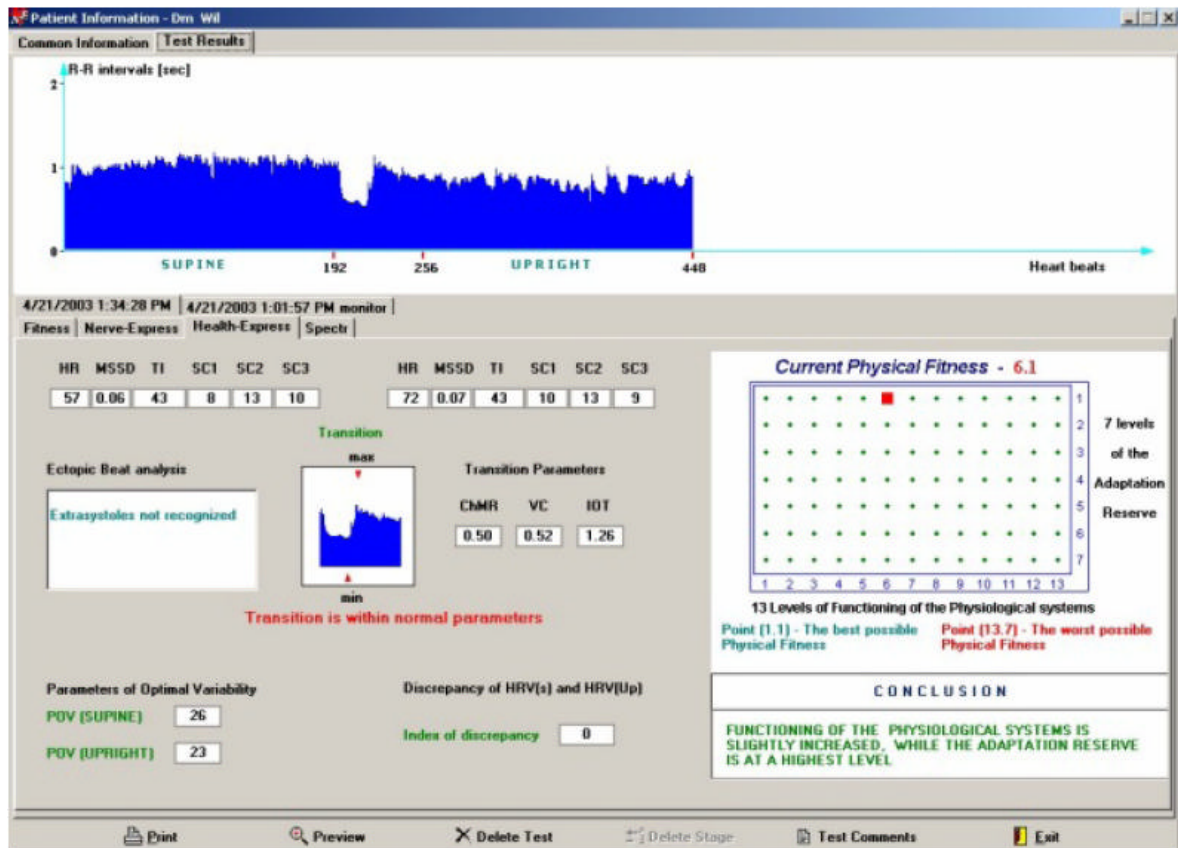 Patient Information - Dm Wil
Common Information Test Results
R-R intervals [sec]
2
1
0
SUPINE 192 256 UPRIGHT 448 Heart beats
4/21/2003 1:34:28 PM 4/21/2003 1:01:57 PM monitor
Fitness Nerve-Express Health-Express Spectr
HR MSSD TI SC1 SC2 SC3
57 0.06 43 8 13 10
HR MSSD TI SC1 SC2 SC3
72 0.07 43 10 13 9
Transition
max
min
Ectopic Beat analysis
Extrasystoles not recognized
Transition Parameters
ChMR VC IOT
0.50 0.52 1.26
Transition is within normal parameters
Parameters of Optimal Variability
POV (SUPINE) 26
POV (UPRIGHT) 23
Discrepancy of HRV(s) and HRV(Up)
Index of discrepancy 0
Current Physical Fitness - 6.1
1
2
3
4
5
6
7
7 levels
of the
Adaptation
Reserve
1 2 3 4 5 6 7 8 9 10 11 12 13
13 Levels of Functioning of the Physiological systems
Point (1.1) - The best possible
Physical Fitness
Point (13.7) - The worst possible
Physical Fitness
CONCLUSION
FUNCTIONING OF THE PHYSIOLOGICAL SYSTEMS IS
SLIGHTLY INCREASED, WHILE THE ADAPTATION RESERVE
IS AT A HIGHEST LEVEL
Print Preview Delete Test Delete Stage Test Comments Exit